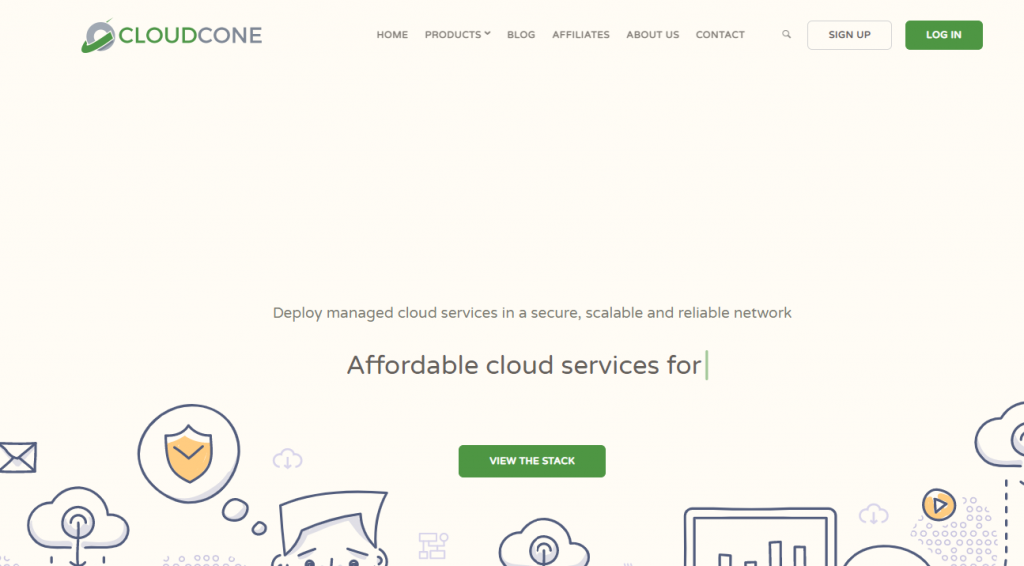 CLOUDCONE
HOME PRODUCTS BLOG AFFILIATES ABOUT US CONTACT SIGN UP LOG IN
Deploy managed cloud services in a secure, scalable and reliable network
Affordable cloud services for
VIEW THE STACK